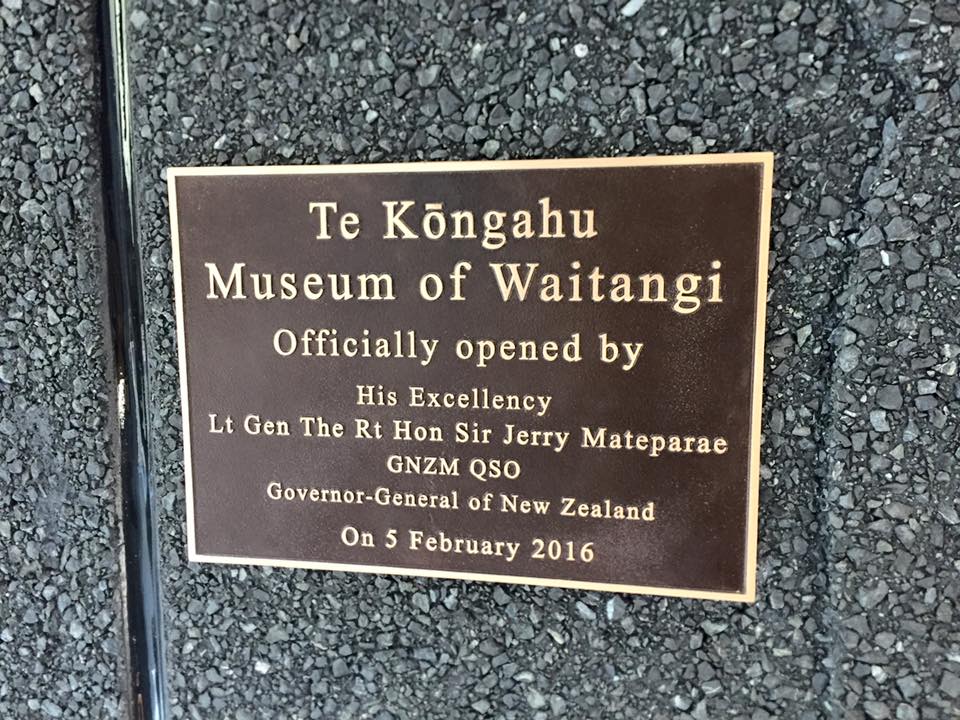 Te Kōngahu
Museum of Waitangi
Officially opened by
His Excellency
Lt Gen The Rt Hon Sir Jerry Mateparae
GNZM QSO
Governor-General of New Zealand
On 5 February 2016